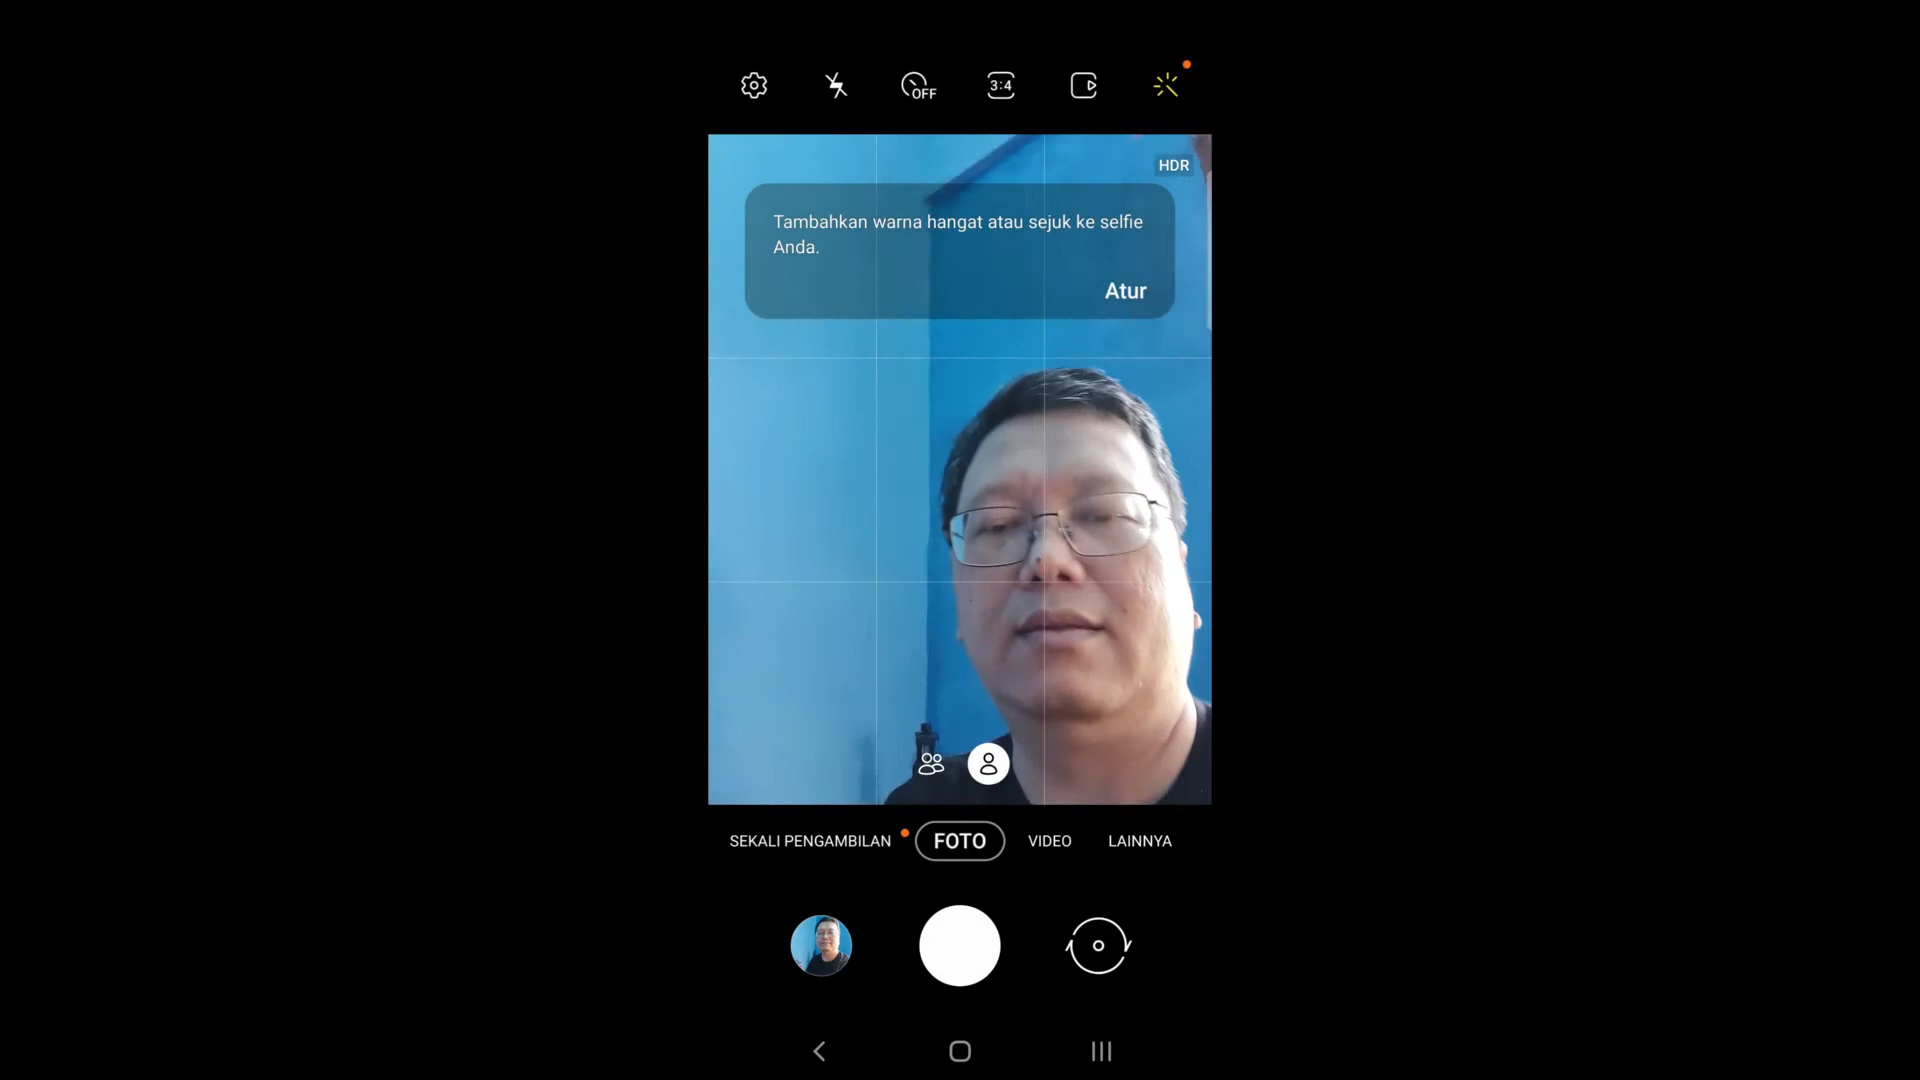 OFF
3:4
HDR
Tambahkan warna hangat atau sejuk ke selfie
Anda.
Atur
SEKALI PENGAMBILAN
FOTO
VIDEO
LAINNYA